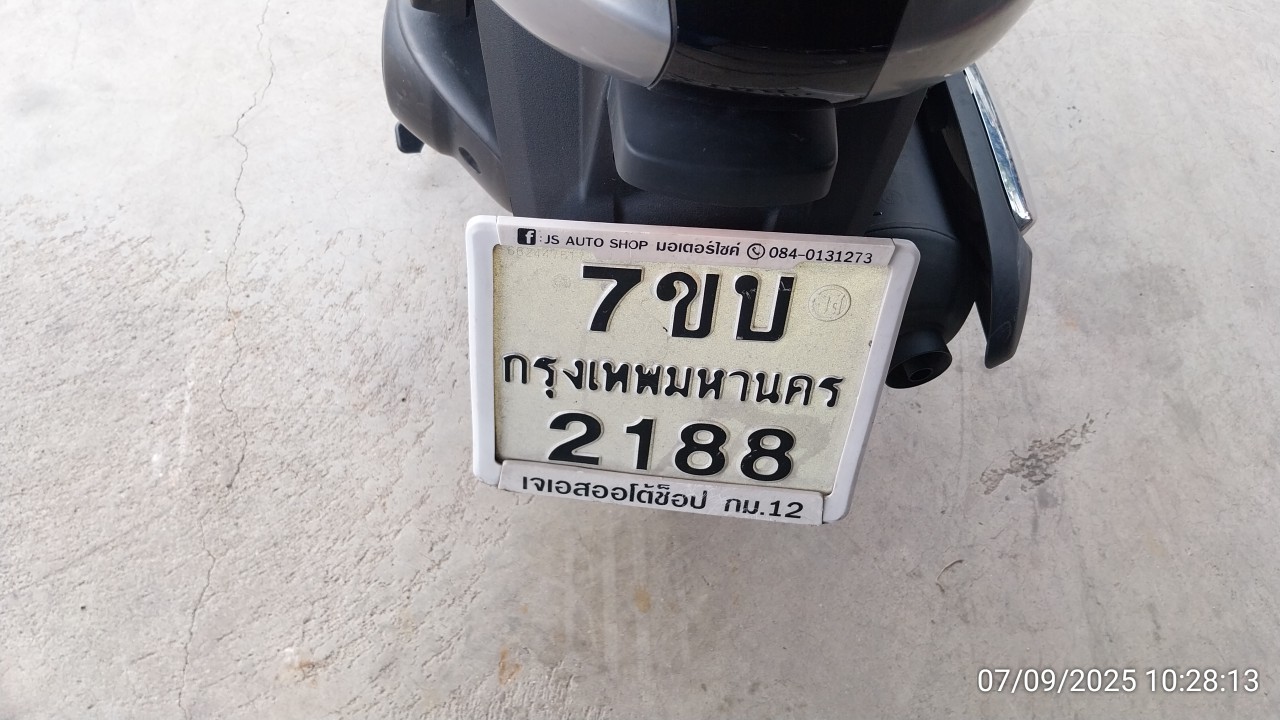 f : JS AUTO SHOP มอเตอร์ไซค์ 084-0131273
7ขบ
กรุงเทพมหานคร
2188
เจเอสออโต้ช็อป กม.12
07/09/2025 10:28:13